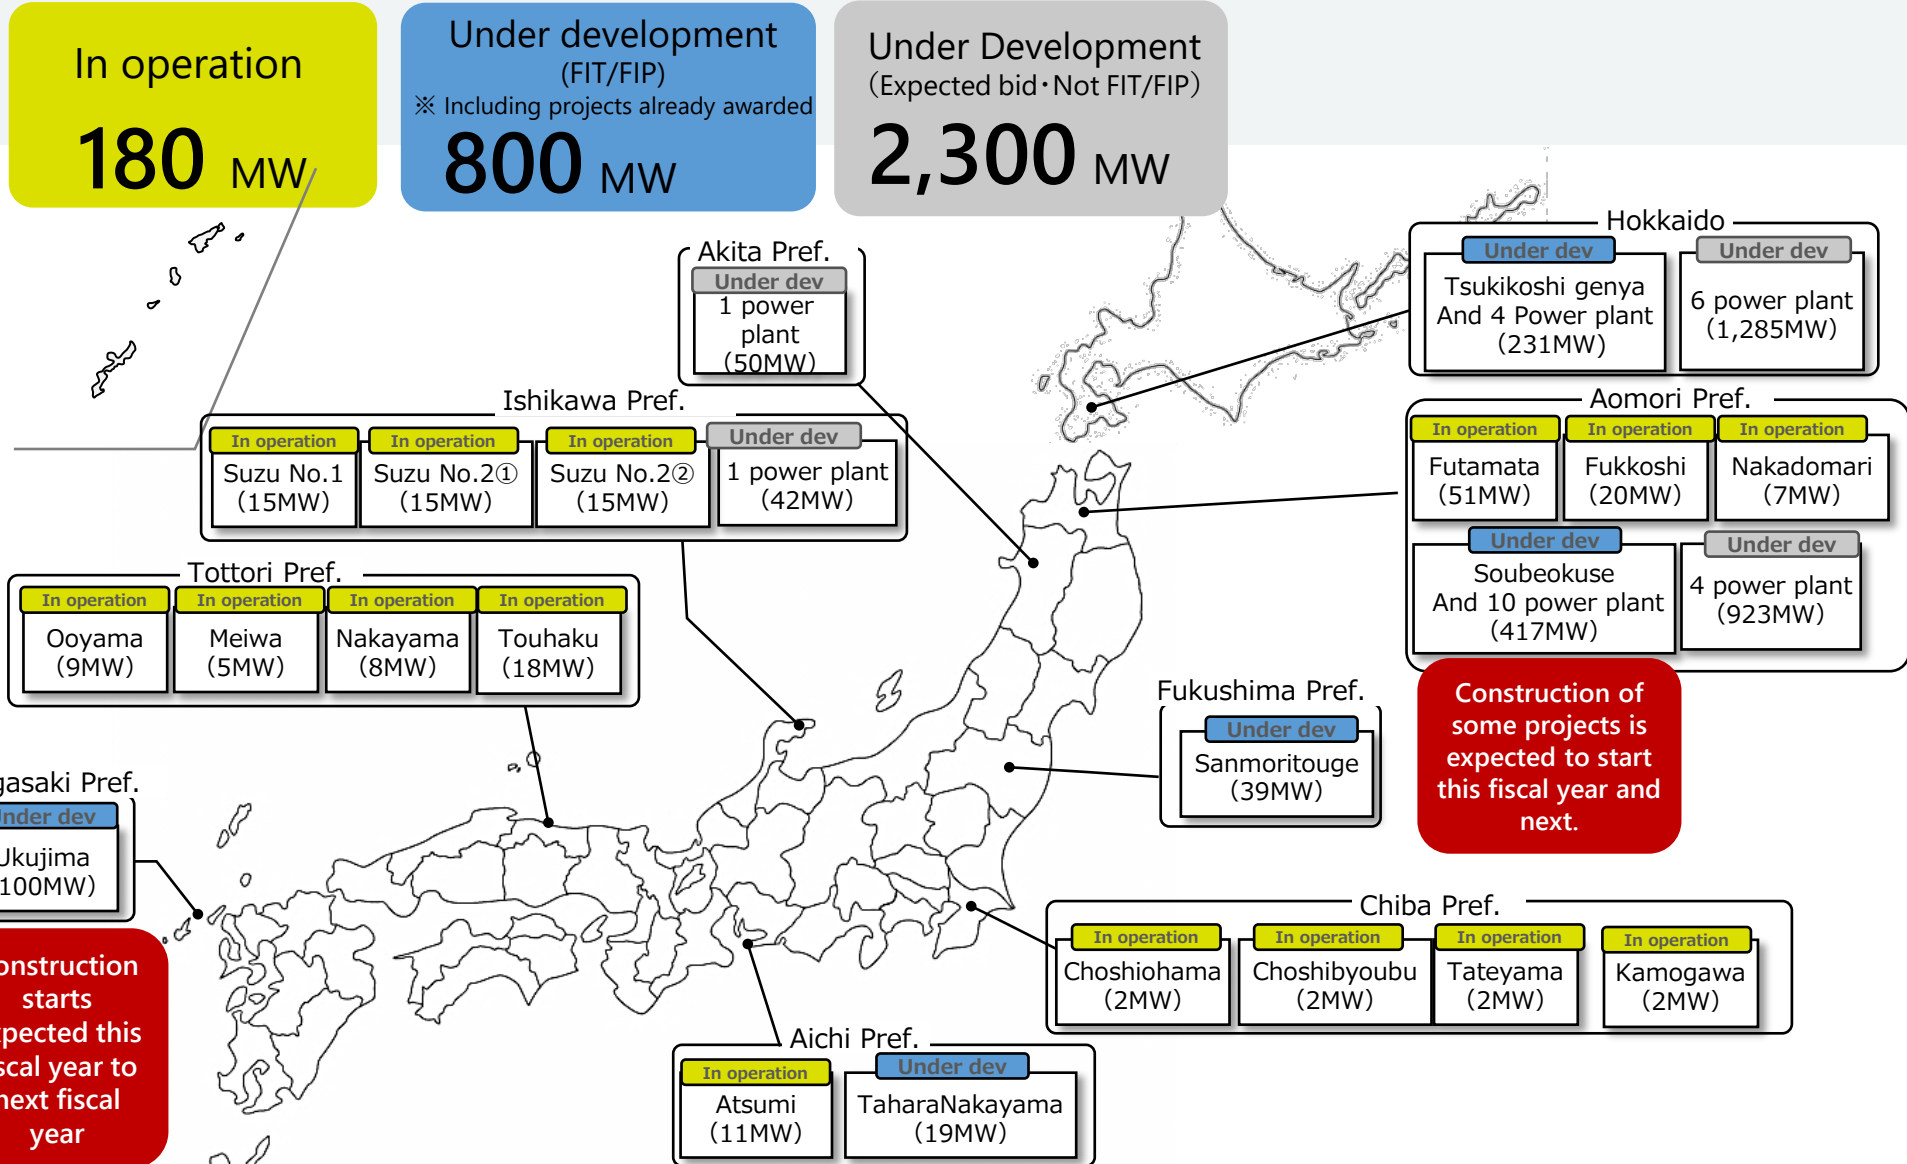 In operation
180 MW
Under development
(FIT/FIP)
※ Including projects already awarded
800 MW
Under Development
(Expected bid・Not FIT/FIP)
2,300 MW
Hokkaido
Under dev
Tsukikoshi genya
And 4 Power plant
(231MW)
Under dev
6 power plant
(1,285MW)
Akita Pref.
Under dev
1 power
plant
(50MW)
Ishikawa Pref.
In operation
Suzu No.1
(15MW)
In operation
Suzu No.2①
(15MW)
In operation
Suzu No.2②
(15MW)
Under dev
1 power plant
(42MW)
Aomori Pref.
In operation
Futamata
(51MW)
In operation
Fukkoshi
(20MW)
In operation
Nakadomari
(7MW)
Under dev
Soubeokuse
And 10 power plant
(417MW)
Under dev
4 power plant
(923MW)
Construction of
some projects is
expected to start
this fiscal year and
next.
Tottori Pref.
In operation
Ooyama
(9MW)
In operation
Meiwa
(5MW)
In operation
Nakayama
(8MW)
In operation
Touhaku
(18MW)
Fukushima Pref.
Under dev
Sanmoritouge
(39MW)
gasaki Pref.
Under dev
Ukujima
100MW)
onstruction
starts
xpected this
scal year to
next fiscal
year
Chiba Pref.
In operation
Choshiohama
(2MW)
In operation
Choshibyoubu
(2MW)
In operation
Tateyama
(2MW)
In operation
Kamogawa
(2MW)
Aichi Pref.
In operation
Atsumi
(11MW)
Under dev
TaharaNakayama
(19MW)